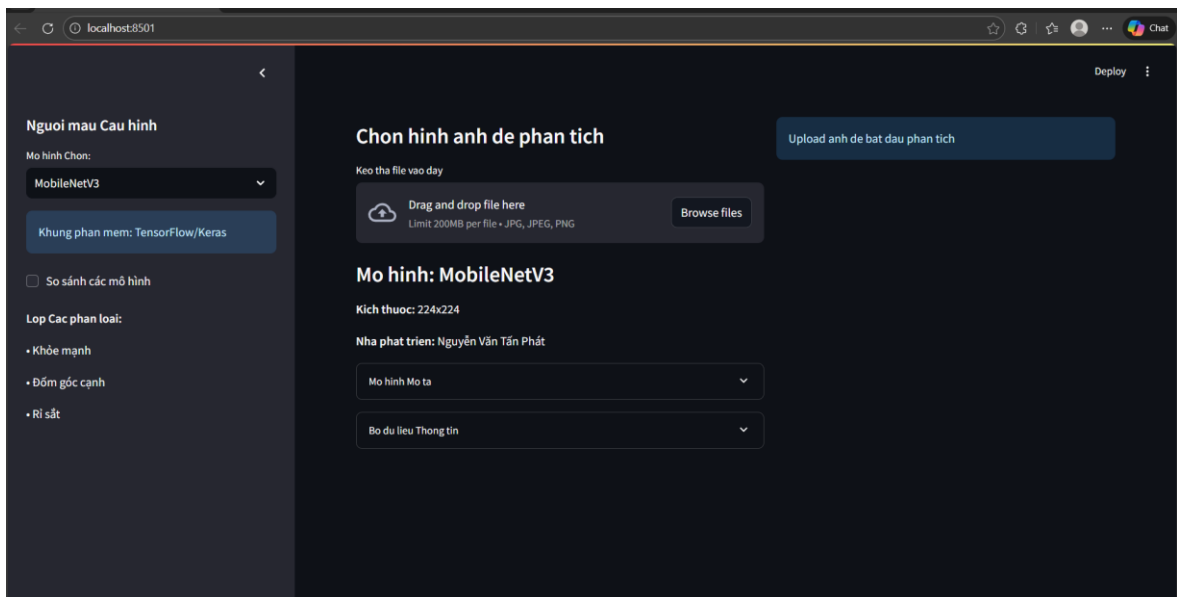 localhost:8501
Chat
Deploy
Nguoi mau Cau hinh
Mo hinh Chon:
MobileNetV3
Khung phan mem: TensorFlow/Keras
So sánh các mô hình
Lop Cac phan loai:
• Khỏe mạnh
• Đốm góc cạnh
• Rỉ sắt
Chon hinh anh de phan tich
Keo tha file vao day
Drag and drop file here
Limit 200MB per file • JPG, JPEG, PNG
Browse files
Mo hinh: MobileNetV3
Kich thuoc: 224x224
Nha phat trien: Nguyễn Văn Tấn Phát
Mo hinh Mo ta
Bo du lieu Thong tin
Upload anh de bat dau phan tich